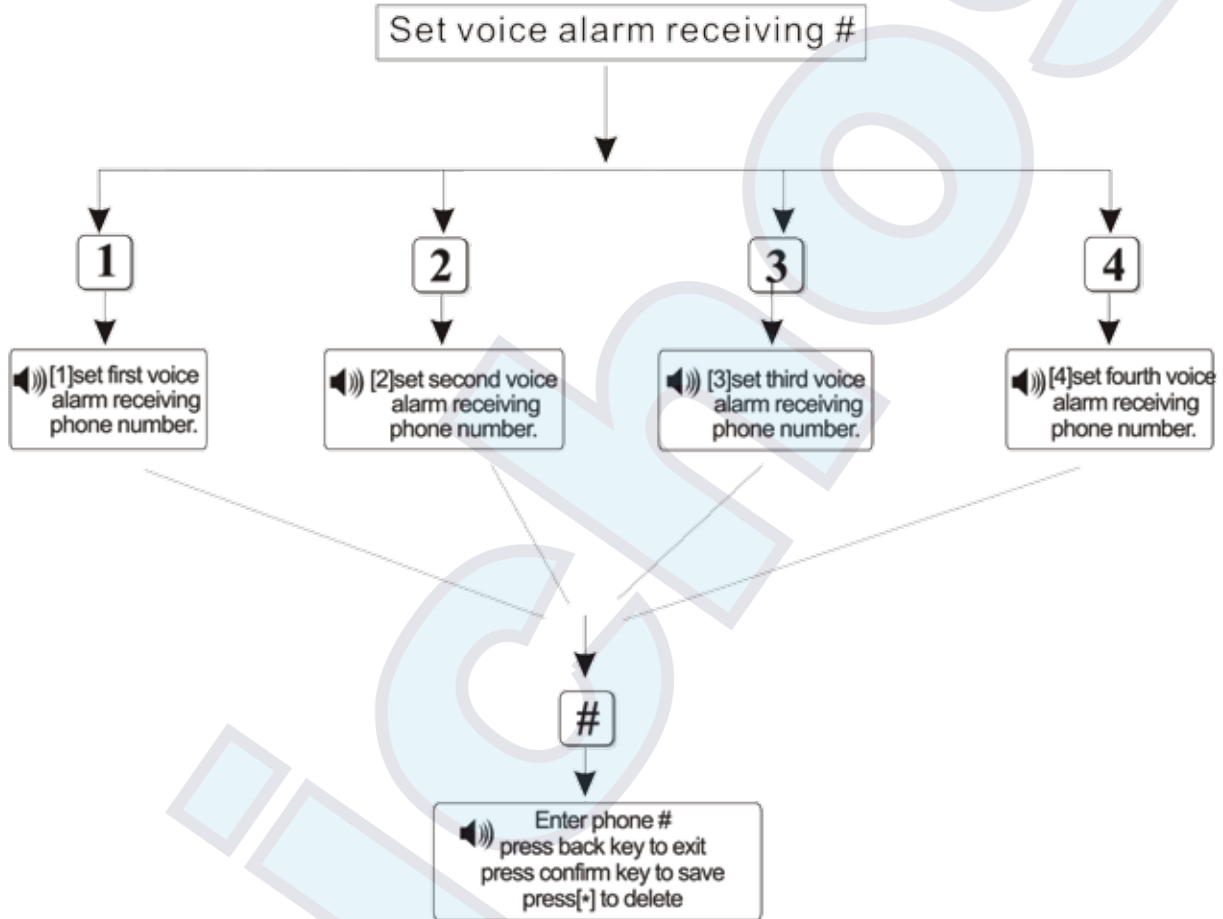 Set voice alarm receiving #
1
2
3
4
[1]set first voice
alarm receiving
phone number.
[2]set second voice
alarm receiving
phone number.
[3]set third voice
alarm receiving
phone number.
[4]set fourth voice
alarm receiving
phone number.
#
Enter phone #
press back key to exit
press confirm key to save
press[*] to delete